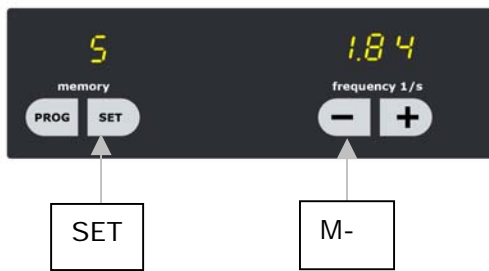 5 1.84
memory frequency 1/s
PROG SET − +
SET M-